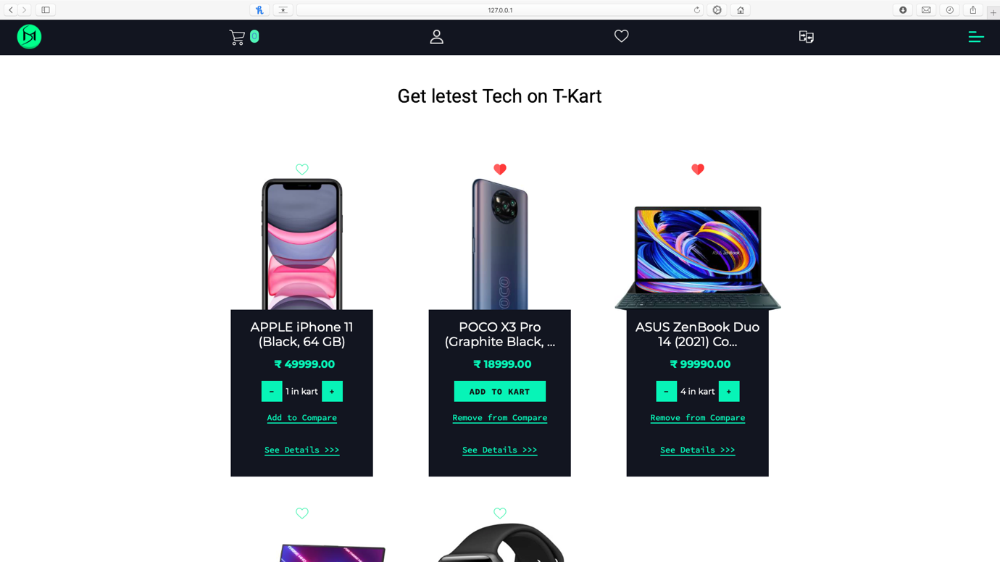 127.0.0.1
0
Get letest Tech on T-Kart
APPLE iPhone 11
(Black, 64 GB)
₹ 49999.00
- 1 in kart +
Add to Compare
See Details >>>
POCO X3 Pro
(Graphite Black, ...
₹ 18999.00
ADD TO KART
Remove from Compare
See Details >>>
ASUS ZenBook
ASUS ZenBook Duo
14 (2021) Co...
₹ 99990.00
- 4 in kart +
Remove from Compare
See Details >>>